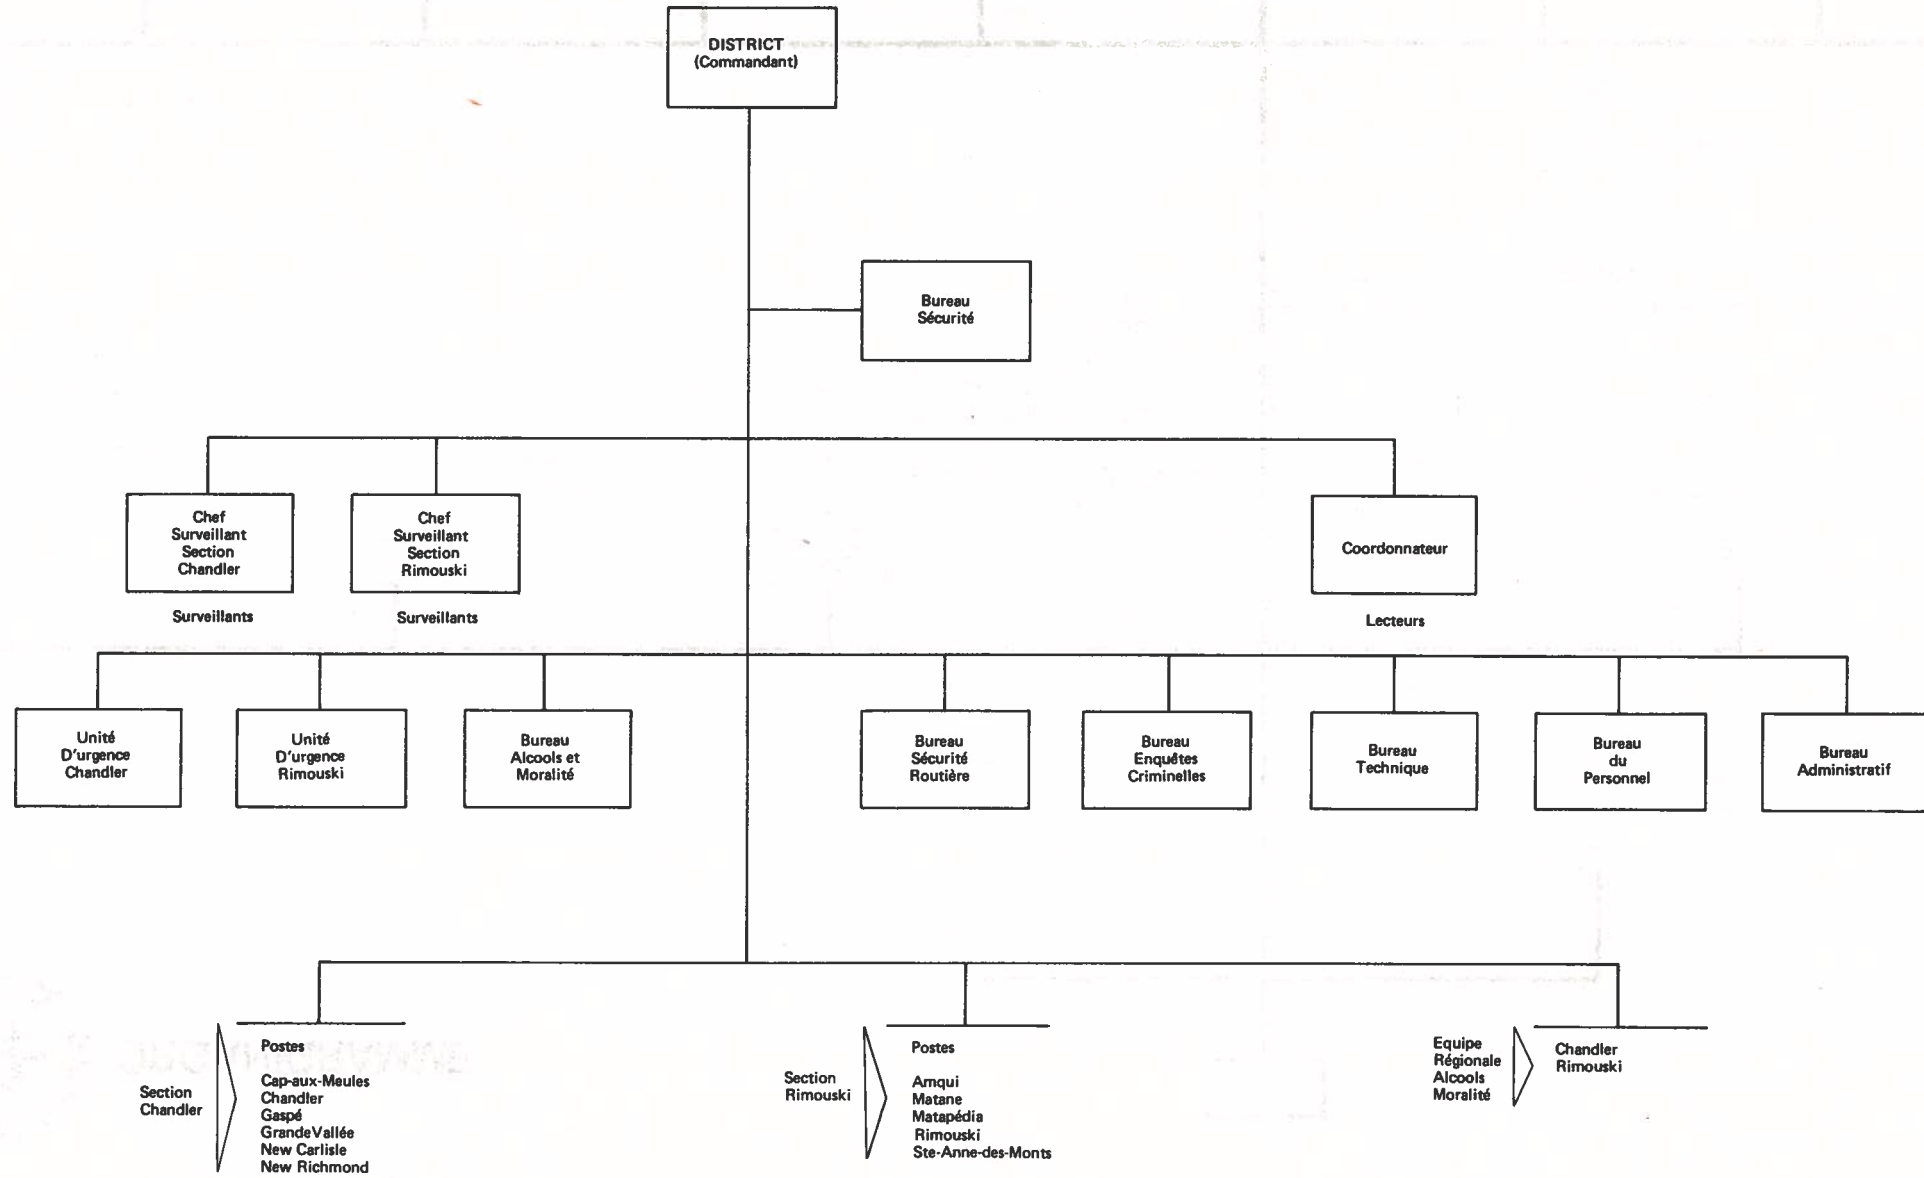 DISTRICT
(Commandant)
Bureau
Sécurité
Chef
Surveillant
Section
Chandler
Surveillants
Chef
Surveillant
Section
Rimouski
Surveillants
Coordonnateur
Lecteurs
Unité
D'urgence
Chandler
Unité
D'urgence
Rimouski
Bureau
Alcools et
Moralité
Bureau
Sécurité
Routière
Bureau
Enquêtes
Criminelles
Bureau
Technique
Bureau
du
Personnel
Bureau
Administratif
Section
Chandler
Postes
Cap-aux-Meules
Chandler
Gaspé
GrandeVallée
New Carlisle
New Richmond
Section
Rimouski
Postes
Amqui
Matane
Matapédia
Rimouski
Ste-Anne-des-Monts
Equipe
Régionale
Alcools
Moralité
Chandler
Rimouski